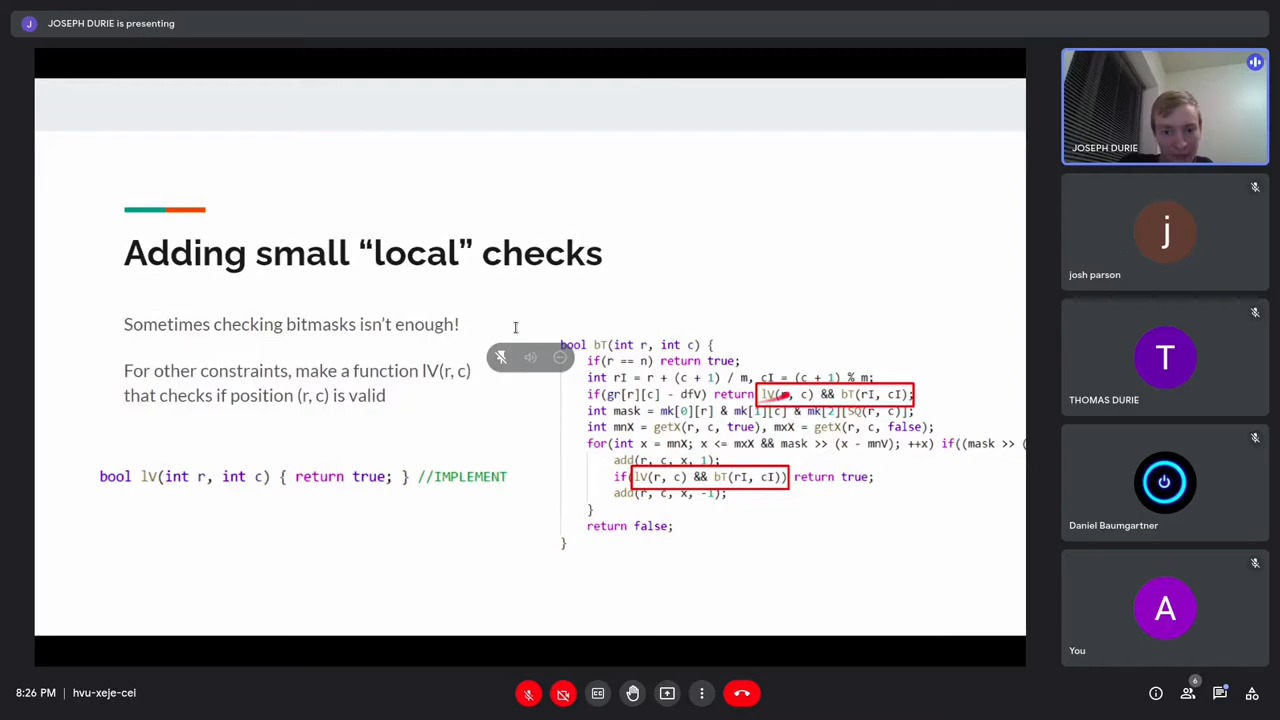 J JOSEPH DURIE is presenting
Adding small “local” checks
Sometimes checking bitmasks isn’t enough!
For other constraints, make a function lV(r, c)
that checks if position (r, c) is valid
bool lV(int r, int c) { return true; } //IMPLEMENT
bool bT(int r, int c) {
if(r == n) return true;
int rI = r + (c + 1) / m, cI = (c + 1) % m;
if(gr[r][c] - dfV) return lV(r, c) && bT(rI, cI);
int mask = mk[0][r] & mk[1][c] & mk[2][SQ(r, c)];
int mnX = getX(r, c, true), mxX = getX(r, c, false);
for(int x = mnX; x <= mxX && mask >> (x - mnV); ++x) if((mask >> (
add(r, c, x, 1);
if(lV(r, c) && bT(rI, cI)) return true;
add(r, c, x, -1);
}
return false;
}
JOSEPH DURIE
j
josh parson
T
THOMAS DURIE
Daniel Baumgartner
A
You
8:26 PM | hvu-xeje-cei
6